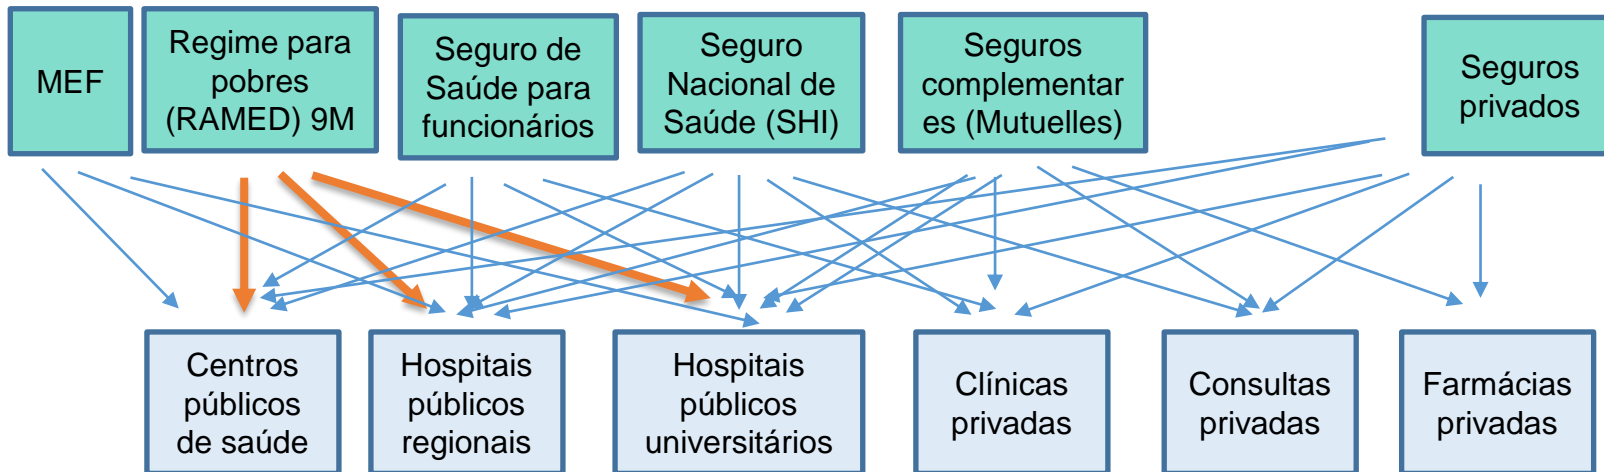 MEF
Regime para
pobres
(RAMED) 9M
Seguro de
Saúde para
funcionários
Seguro
Nacional de
Saúde (SHI)
Seguros
complementar
es (Mutuelles)
Seguros
privados
Centros
públicos
de saúde
Hospitais
públicos
regionais
Hospitais
públicos
universitários
Clínicas
privadas
Consultas
privadas
Farmácias
privadas